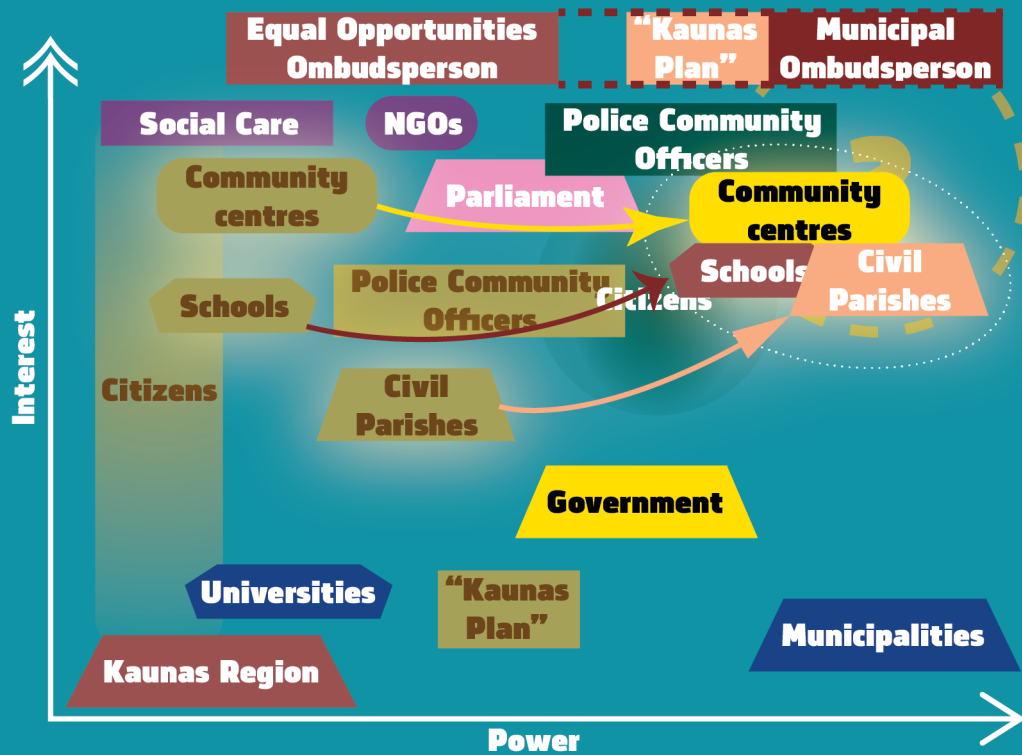 Equal Opportunities
Ombudsperson
“Kaunas
Plan”
Municipal
Ombudsperson
Social Care
NGOs
Police Community
Officers
Community
centres
Parliament
Community
centres
Schools
Civil
Parishes
Police Community
Officers
Citizens
Schools
Citizens
Civil
Parishes
Government
Universities
“Kaunas
Plan”
Municipalities
Kaunas Region
Interest
Power